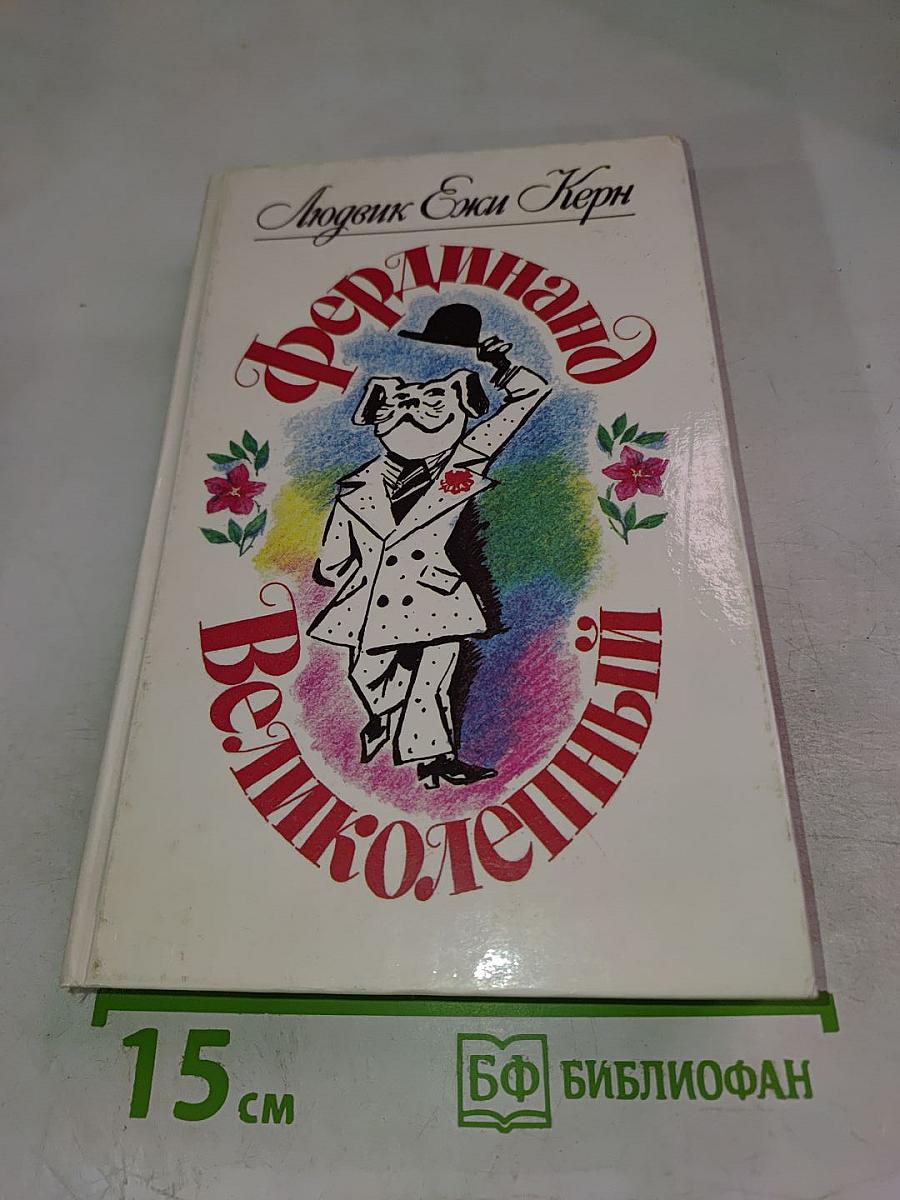 Людвик Ежи Керн
Фердинанд
Великолепный
15 см
БФ БИБЛИОФАН